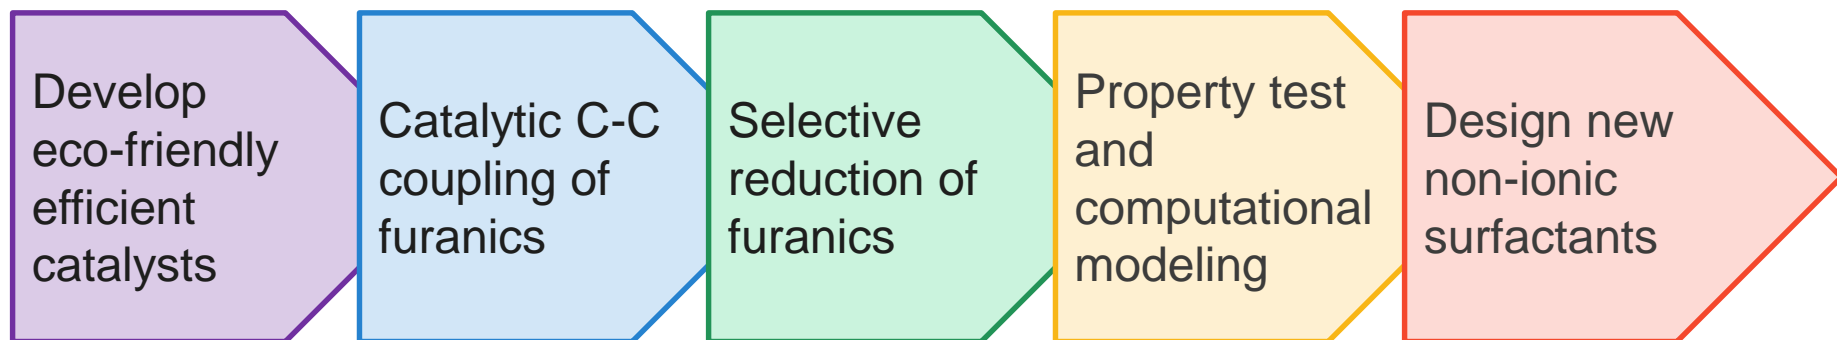 Develop
eco-friendly
efficient
catalysts
Catalytic C-C
coupling of
furanics
Selective
reduction of
furanics
Property test
and
computational
modeling
Design new
non-ionic
surfactants